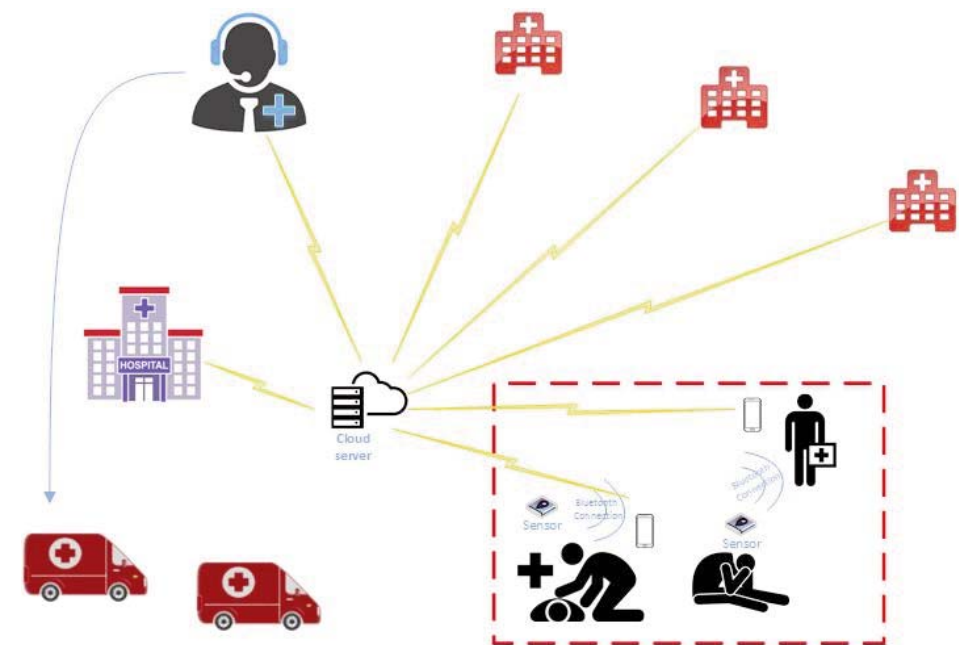 HOSPITAL
Cloud
server
Bluetooth
Connection
Sensor
Bluetooth
Connection
Sensor